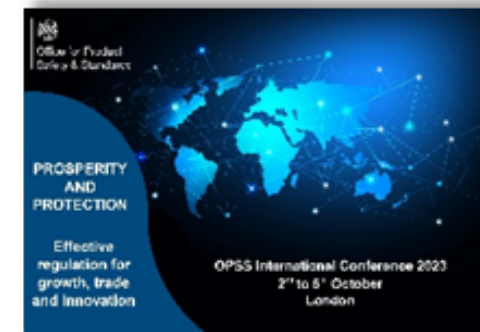 Office for Product
Safety & Standards
PROSPERITY
AND
PROTECTION
Effective
regulation for
growth, trade
and innovation
OPSS International Conference 2023
2nd to 5th October
London